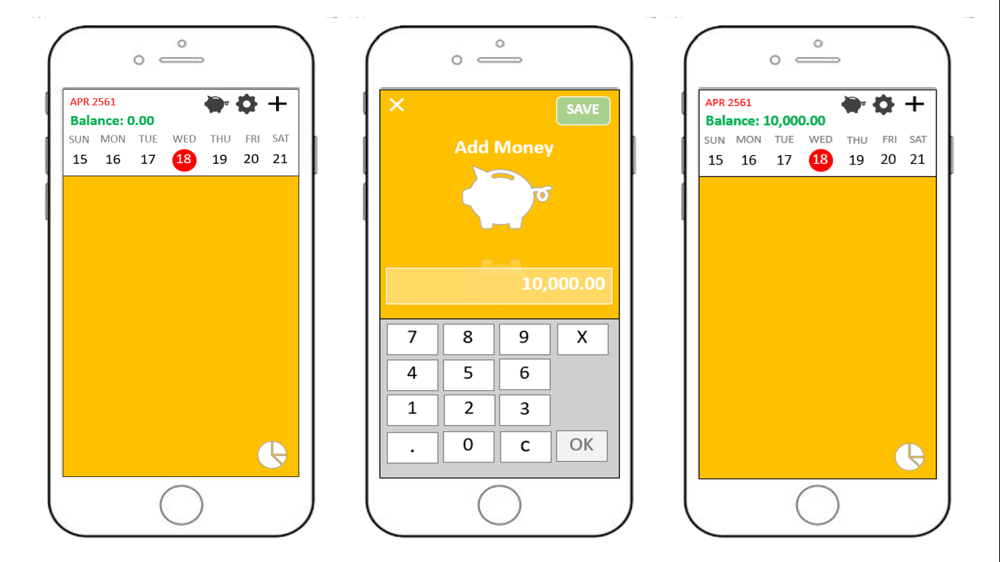 APR 2561
Balance: 0.00
SUN MON TUE WED THU FRI SAT
15 16 17 18 19 20 21
SAVE
Add Money
10,000.00
7 8 9 X
4 5 6
1 2 3
. 0 c OK
APR 2561
Balance: 10,000.00
SUN MON TUE WED THU FRI SAT
15 16 17 18 19 20 21